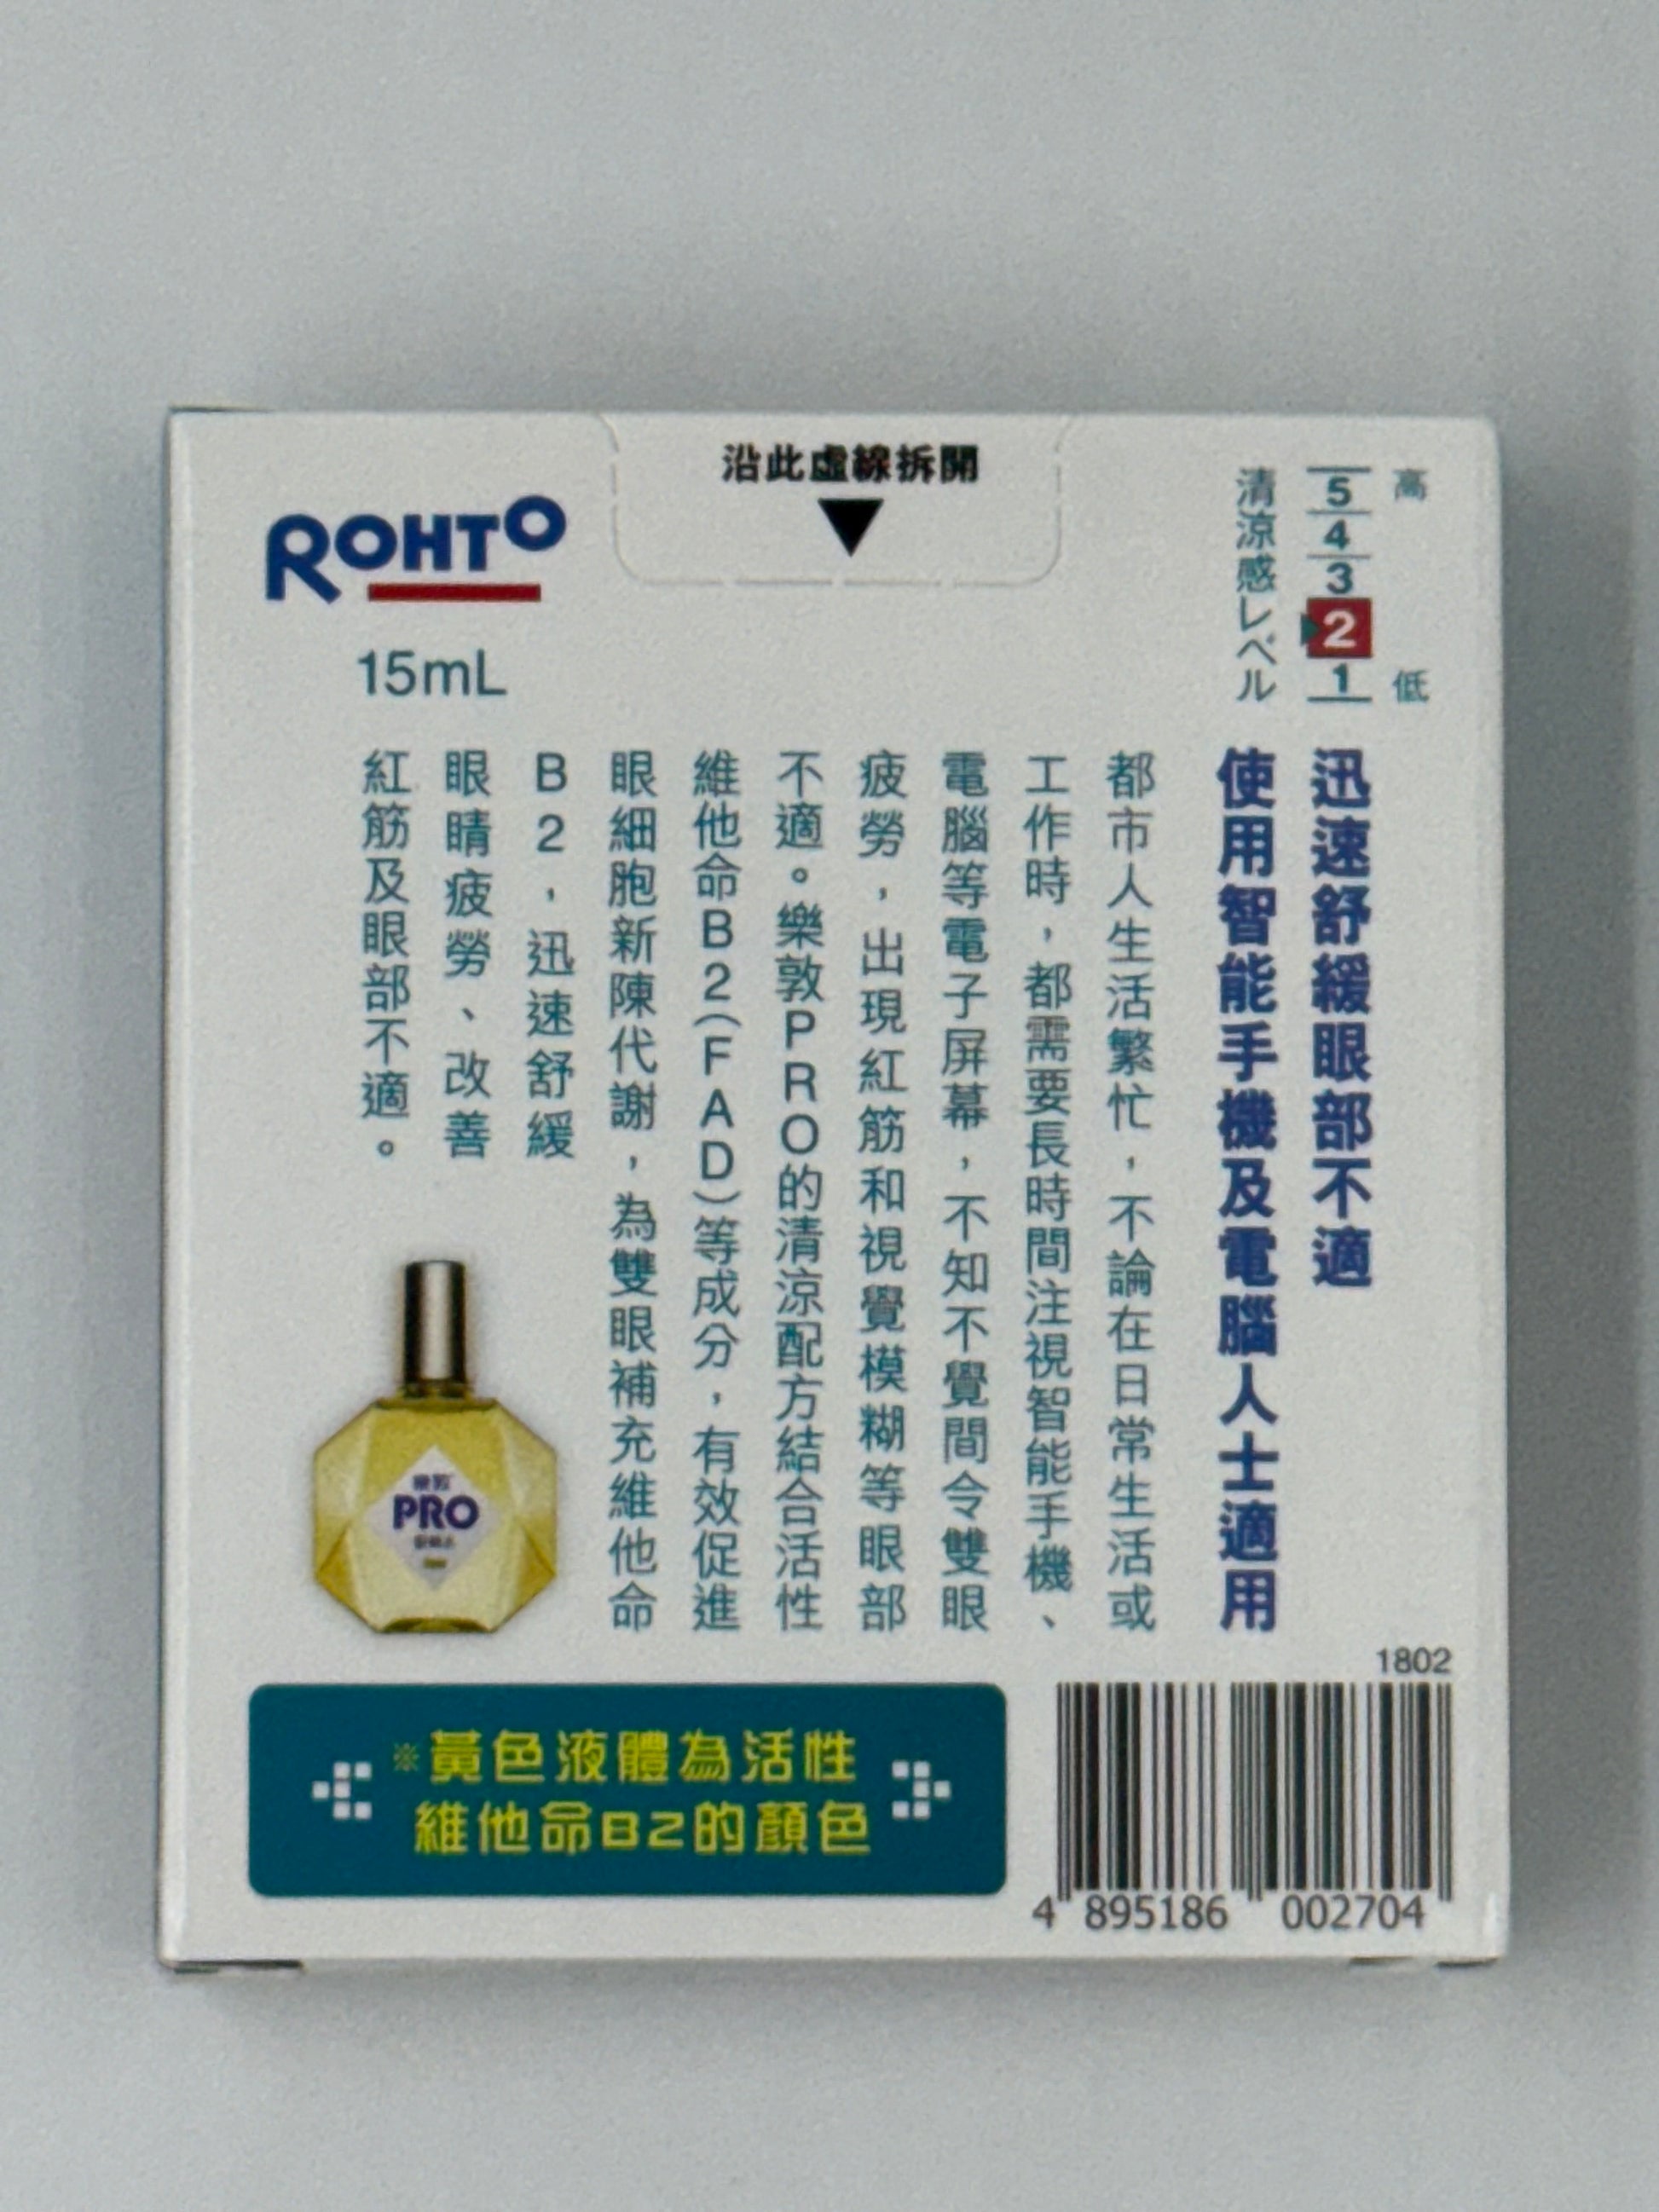 沿此虛線拆開
ROHTO
15mL
高
5
4
3
2
1
低
清涼感レベル
迅速舒緩眼部不適
使用智能手機及電腦人士適用
都市人生活繁忙，不論在日常生活或
工作時，都需要長時間注視智能手機、
電腦等電子屏幕，不知不覺間令雙眼
疲勞，出現紅筋和視覺模糊等眼部
不適。樂敦PRO的清涼配方結合活性
維他命B2(FAD)等成分，有效促進
眼細胞新陳代謝，為雙眼補充維他命
B2，迅速舒緩
眼睛疲勞、改善
紅筋及眼部不適。
樂敦
PRO
※黃色液體為活性
維他命B2的顏色
1802
4 895186 002704